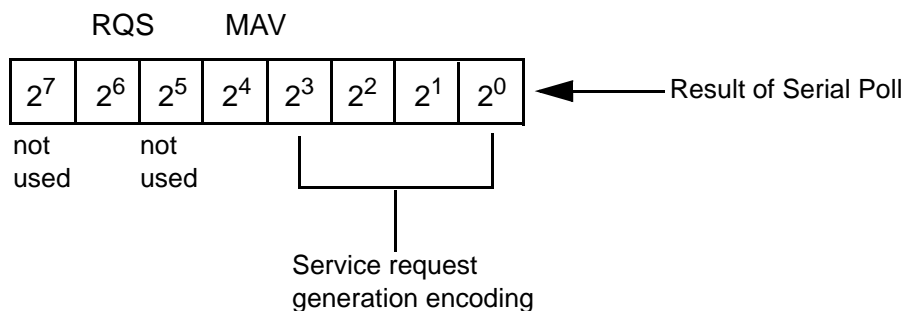 RQS MAV
2⁷ 2⁶ 2⁵ 2⁴ 2³ 2² 2¹ 2⁰ Result of Serial Poll
not not
used used
Service request
generation encoding